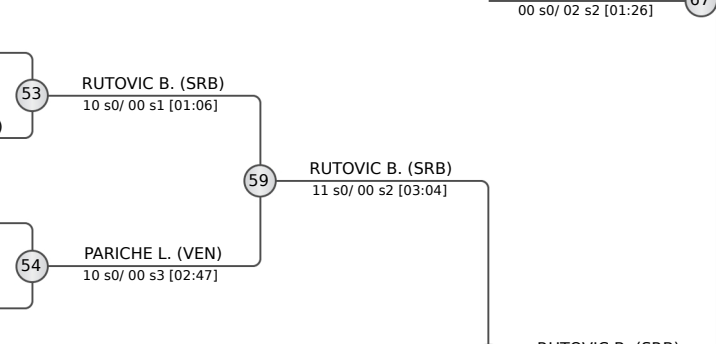 00 s0/ 02 s2 [01:26]
RUTOVIC B. (SRB)
53
10 s0/ 00 s1 [01:06]
)
RUTOVIC B. (SRB)
59
11 s0/ 00 s2 [03:04]
PARICHE L. (VEN)
54
10 s0/ 00 s3 [02:47]